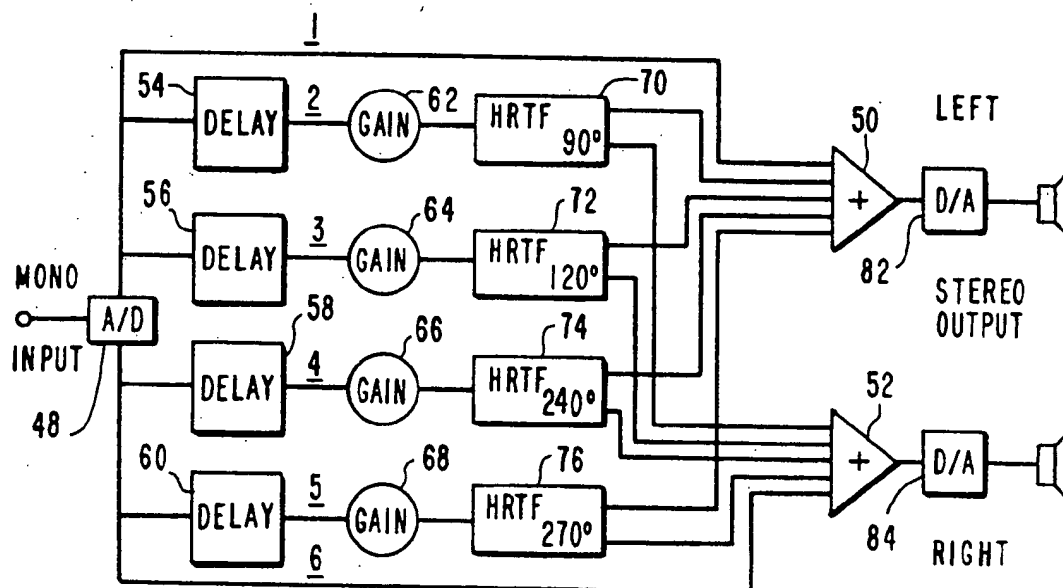 1
54
DELAY
2
62
GAIN
70
HRTF
90°
50
LEFT
+
D/A
82
56
DELAY
3
64
GAIN
72
HRTF
120°
MONO
INPUT
A/D
48
STEREO
OUTPUT
58
DELAY
4
66
GAIN
74
HRTF
240°
52
+
D/A
84
60
DELAY
5
68
GAIN
76
HRTF
270°
6
RIGHT